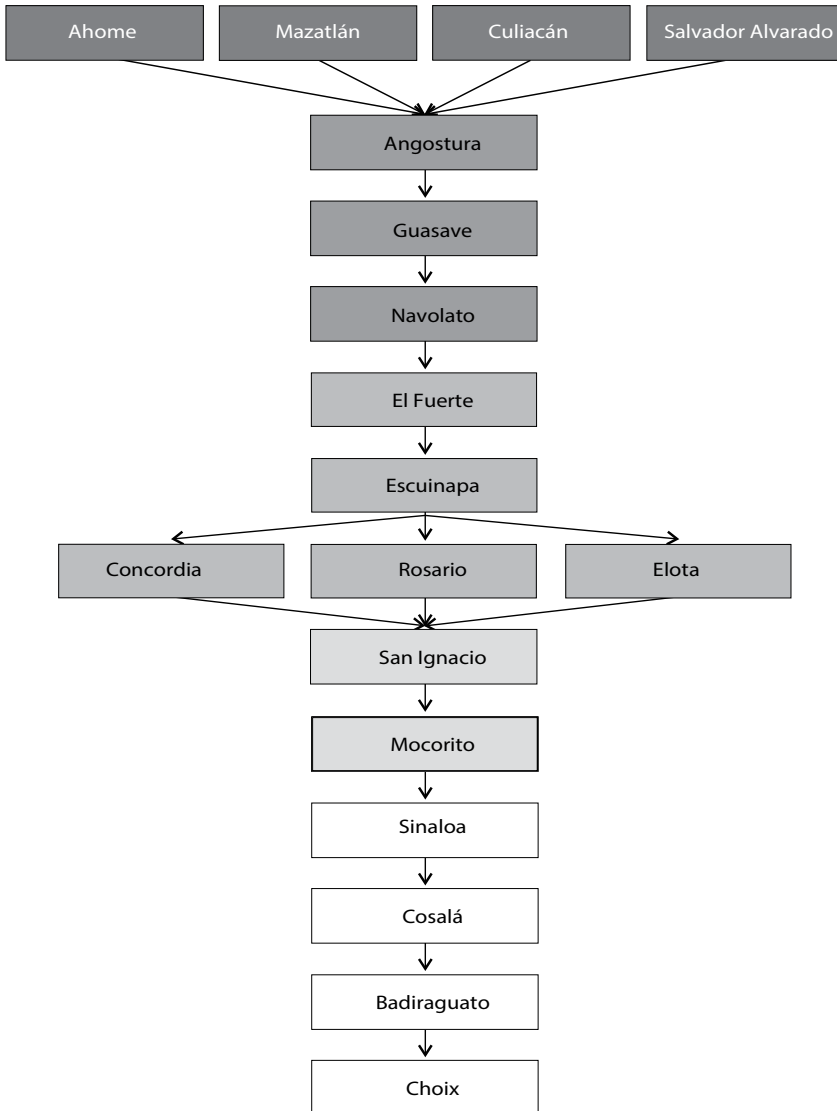 Ahome
Mazatlán
Culiacán
Salvador Alvarado
Angostura
Guasave
Navolato
El Fuerte
Escuinapa
Concordia
Rosario
Elota
San Ignacio
Mocorito
Sinaloa
Cosalá
Badiraguato
Choix